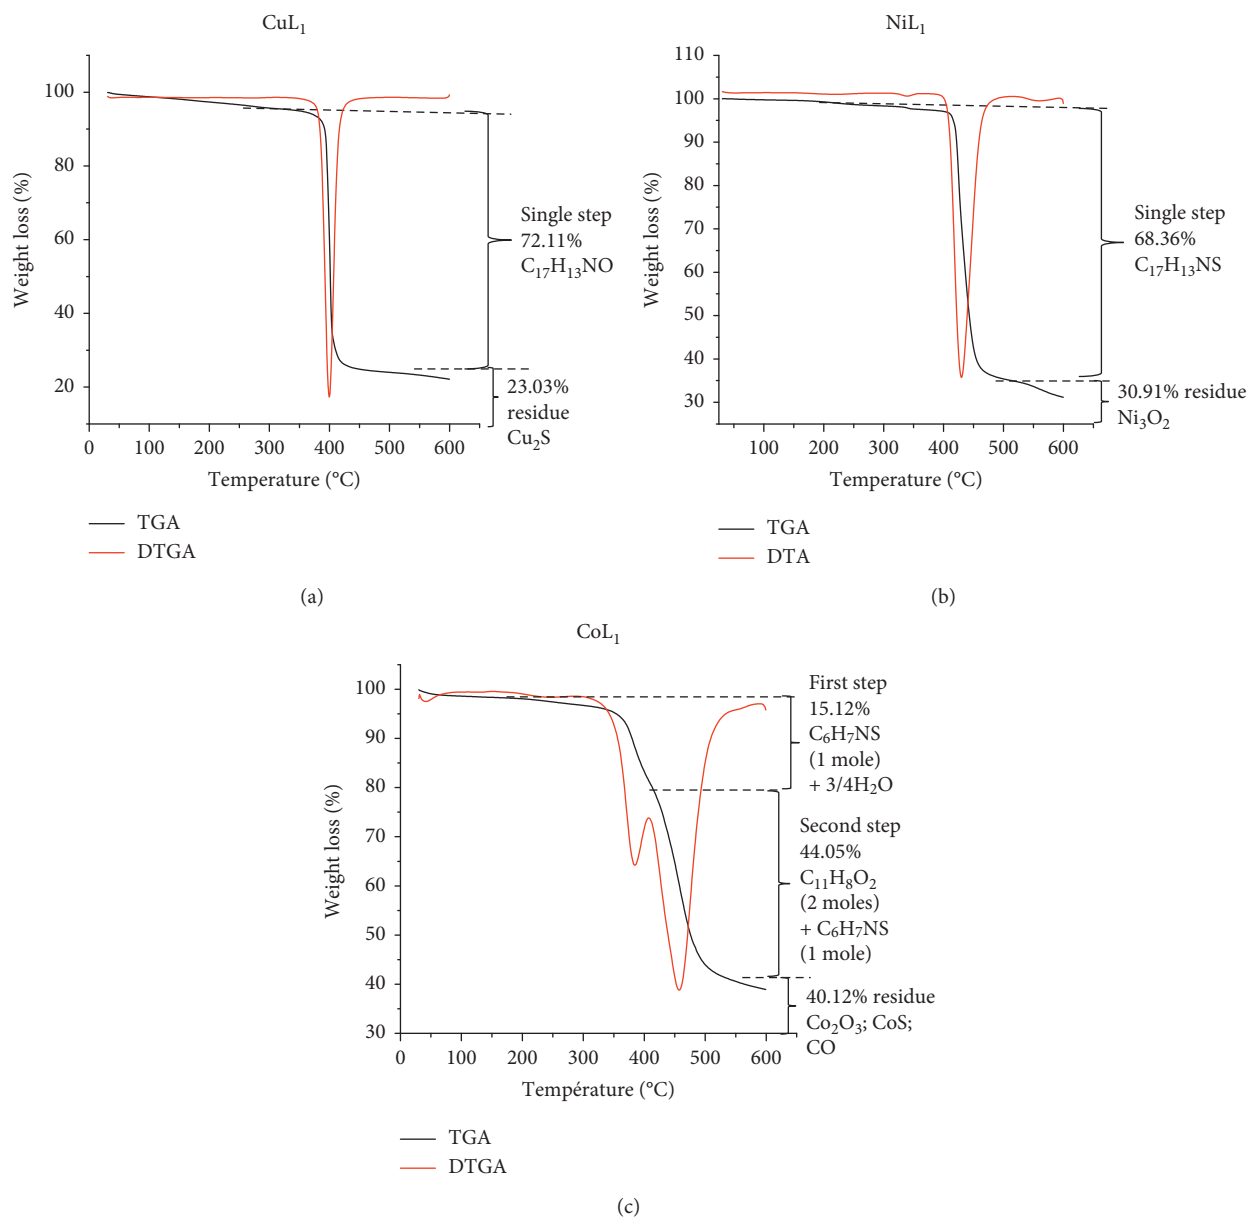 CuL₁
100
80
60
40
20
0
100
200
300
400
500
600
Weight loss (%)
Temperature (°C)
Single step
72.11%
C₁₇H₁₃NO
23.03%
residue
Cu₂S
TGA
DTGA
(a)
NiL₁
110
100
90
80
70
60
50
40
30
100
200
300
400
500
600
Weight loss (%)
Temperature (°C)
Single step
68.36%
C₁₇H₁₃NS
30.91% residue
Ni₃O₂
TGA
DTA
(b)
CoL₁
100
90
80
70
60
50
40
30
0
100
200
300
400
500
600
Weight loss (%)
Température (°C)
First step
15.12%
C₆H₇NS
(1 mole)
+ 3/4H₂O
Second step
44.05%
C₁₁H₈O₂
(2 moles)
+ C₆H₇NS
(1 mole)
40.12% residue
Co₂O₃; CoS;
CO
TGA
DTGA
(c)